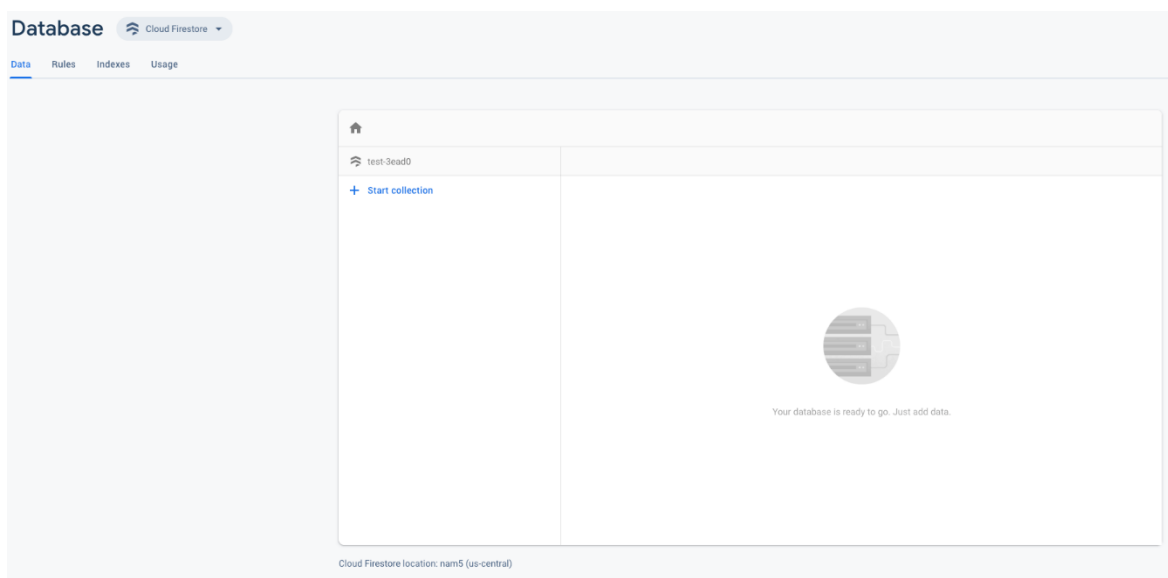 Database Cloud Firestore
Data Rules Indexes Usage
test-3ead0
+ Start collection
Your database is ready to go. Just add data.
Cloud Firestore location: nam5 (us-central)